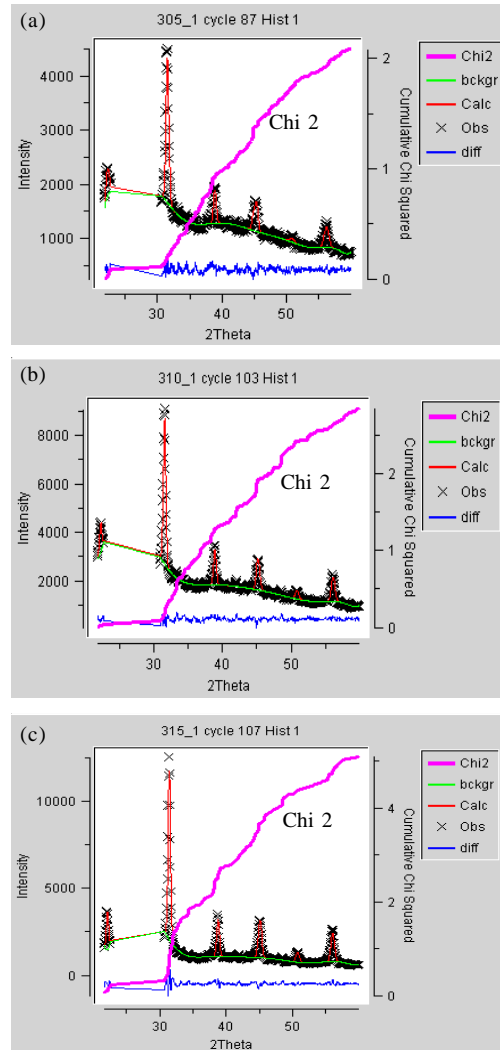 (a)
305_1 cycle 87 Hist 1
Intensity
4000
3000
2000
1000
Chi 2
2
1
0
Cumulative Chi Squared
Chi2
bckgr
Calc
Obs
diff
30
40
50
2Theta
(b)
310_1 cycle 103 Hist 1
Intensity
8000
6000
4000
2000
Chi 2
2
1
0
Cumulative Chi Squared
Chi2
bckgr
Calc
Obs
diff
30
40
50
2Theta
(c)
315_1 cycle 107 Hist 1
Intensity
10000
5000
0
Chi 2
4
2
0
Cumulative Chi Squared
Chi2
bckgr
Calc
Obs
diff
30
40
50
2Theta